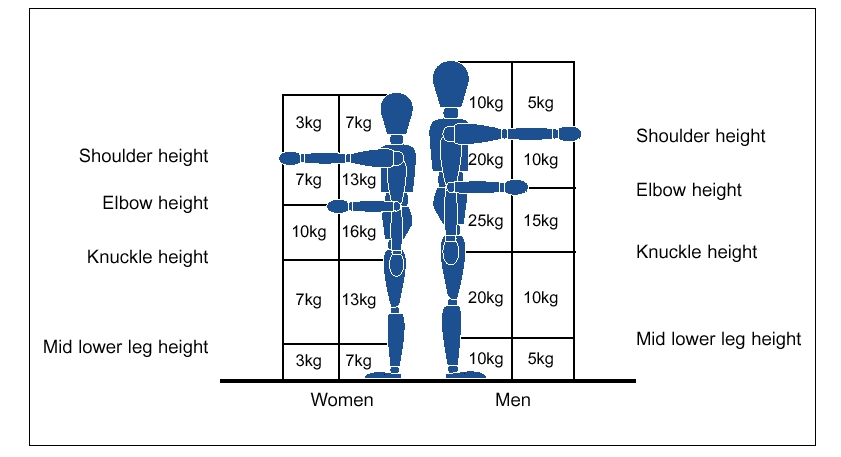 10kg 5kg
3kg 7kg
Shoulder height
Shoulder height
20kg 10kg
7kg 13kg
Elbow height
Elbow height
25kg 15kg
10kg 16kg
Knuckle height
Knuckle height
20kg 10kg
7kg 13kg
Mid lower leg height
Mid lower leg height
10kg 5kg
3kg 7kg
Women
Men